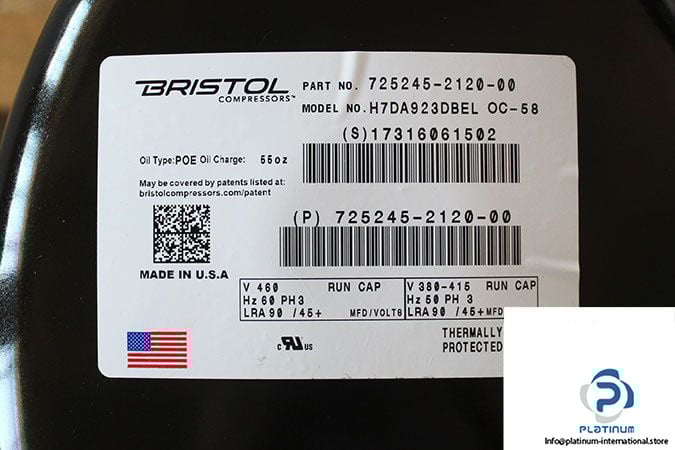 BRISTOL
COMPRESSORS™
PART NO. 725245-2120-00
MODEL NO. H7DA923DBEL OC-58
(S)17316061502
Oil Type: POE Oil Charge: 55oz
May be covered by patents listed at:
bristolcompressors.com/patent
(P) 725245-2120-00
MADE IN U.S.A
V 460 RUN CAP
Hz 60 PH3
LRA 90 /45+ MFD/VOLTS
V 380-415 RUN CAP
Hz 50 PH 3
LRA 90 /45+ MFD
c RU US
THERMALLY
PROTECTED
P
PLATINUM
Info@platinum-international.store